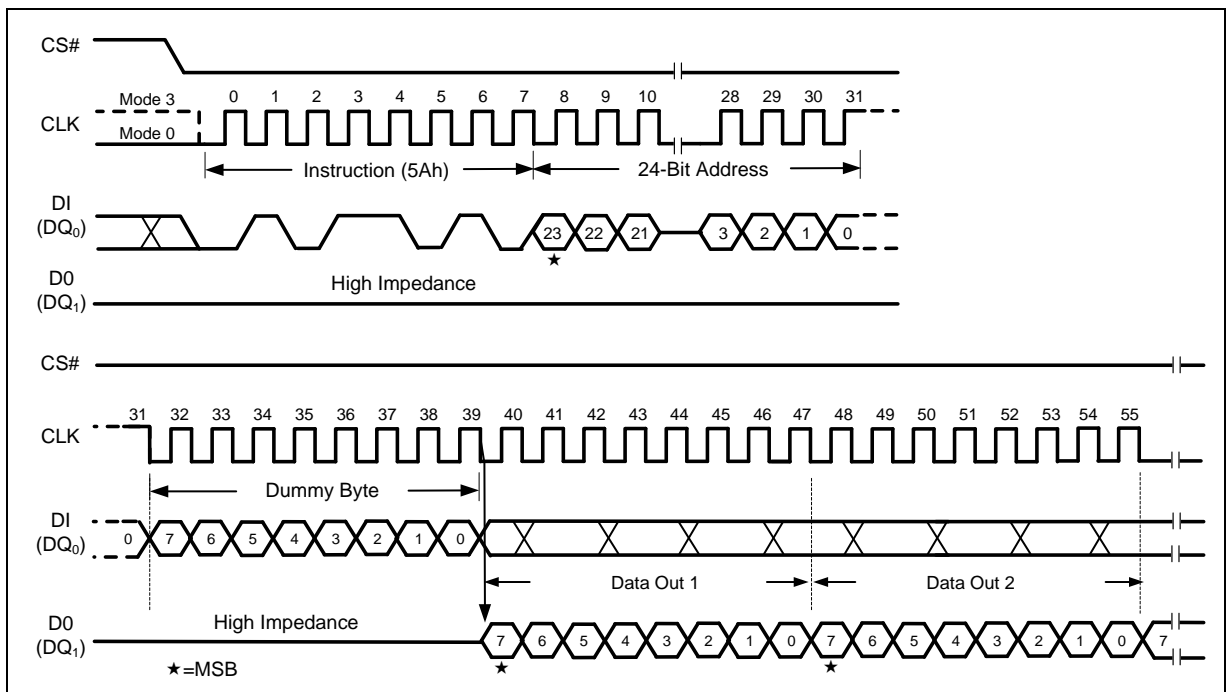 CS#
Mode 3
0 1 2 3 4 5 6 7 8 9 10 28 29 30 31
CLK
Mode 0
Instruction (5Ah) 24-Bit Address
DI
(DQ0)
23 22 21 3 2 1 0
★
D0
(DQ1)
High Impedance
CS#
31 32 33 34 35 36 37 38 39 40 41 42 43 44 45 46 47 48 49 50 51 52 53 54 55
CLK
Dummy Byte
DI
(DQ0)
0 7 6 5 4 3 2 1 0
Data Out 1 Data Out 2
D0
(DQ1)
High Impedance
7 6 5 4 3 2 1 0 7 6 5 4 3 2 1 0 7
★=MSB ★ ★